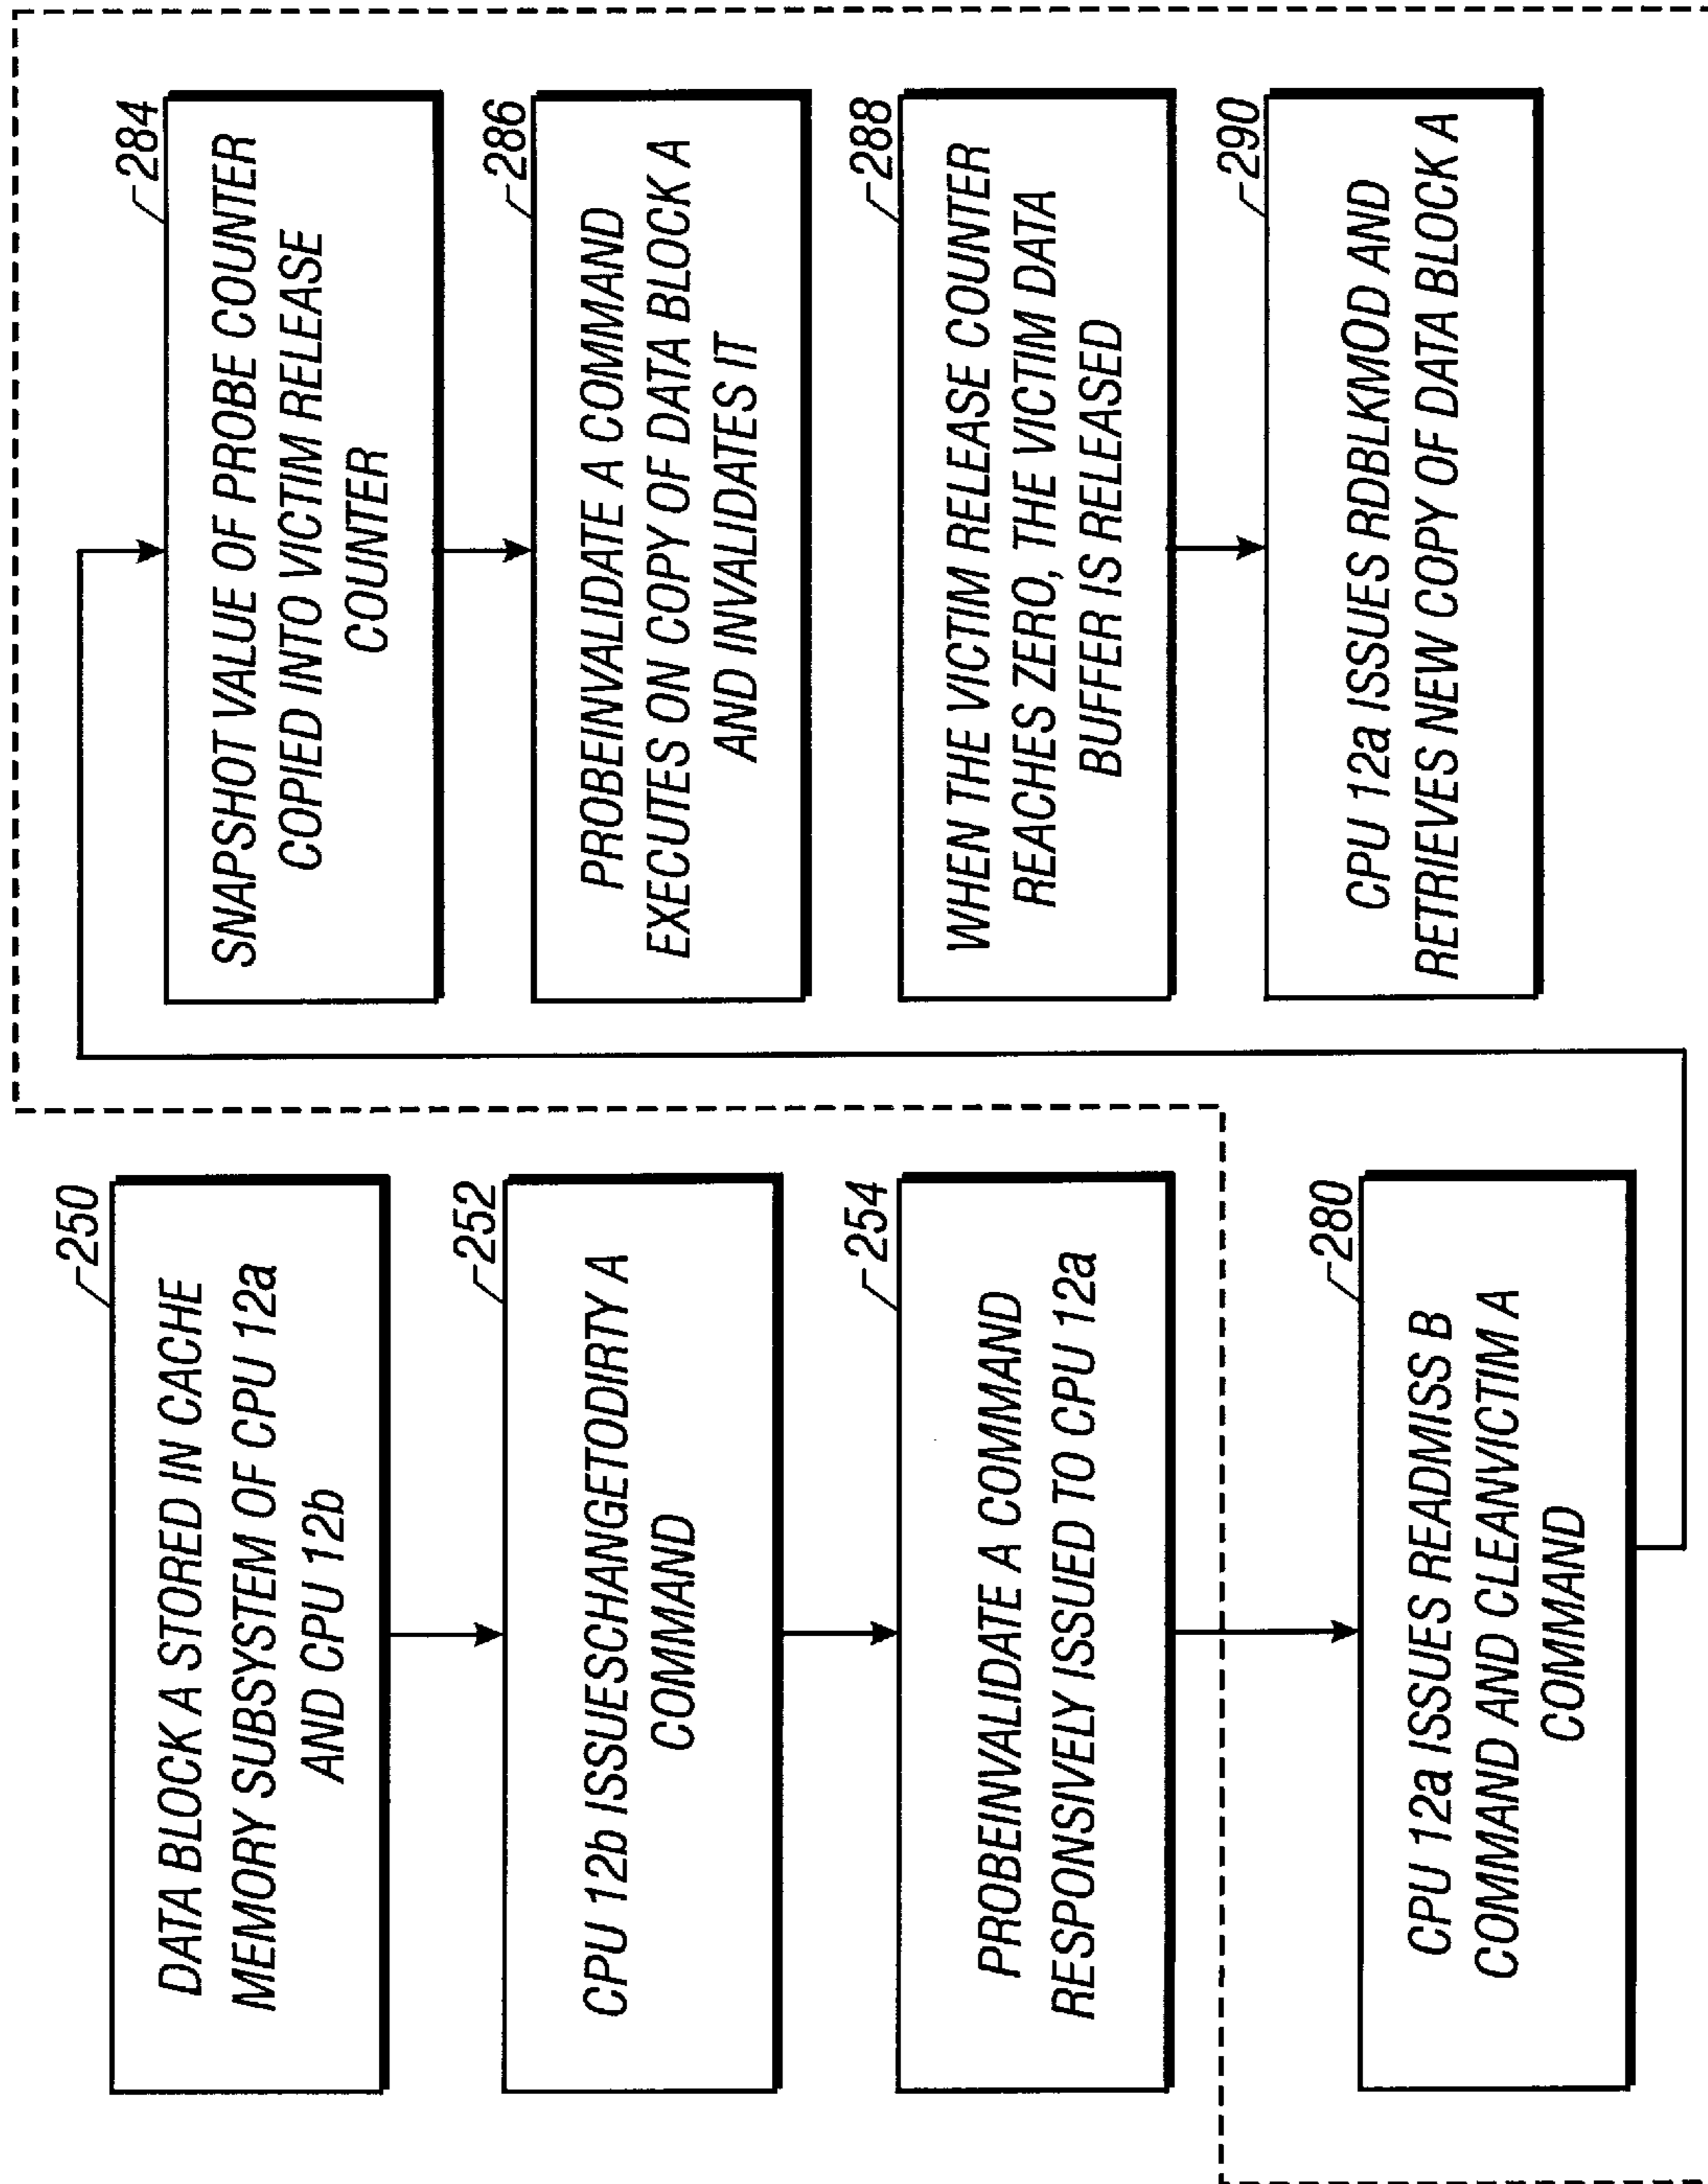 250
DATA BLOCK A STORED IN CACHE
MEMORY SUBSYSTEM OF CPU 12a
AND CPU 12b
252
CPU 12b ISSUESCHANGETODIRTY A
COMMAND
254
PROBEINVALIDATE A COMMAND
RESPONSIVELY ISSUED TO CPU 12a
280
CPU 12a ISSUES READMISS B
COMMAND AND CLEANVICTIM A
COMMAND
284
SNAPSHOT VALUE OF PROBE COUNTER
COPIED INTO VICTIM RELEASE
COUNTER
286
PROBEINVALIDATE A COMMAND
EXECUTES ON COPY OF DATA BLOCK A
AND INVALIDATES IT
288
WHEN THE VICTIM RELEASE COUNTER
REACHES ZERO, THE VICTIM DATA
BUFFER IS RELEASED
290
CPU 12a ISSUES RDBLKMOD AND
RETRIEVES NEW COPY OF DATA BLOCK A